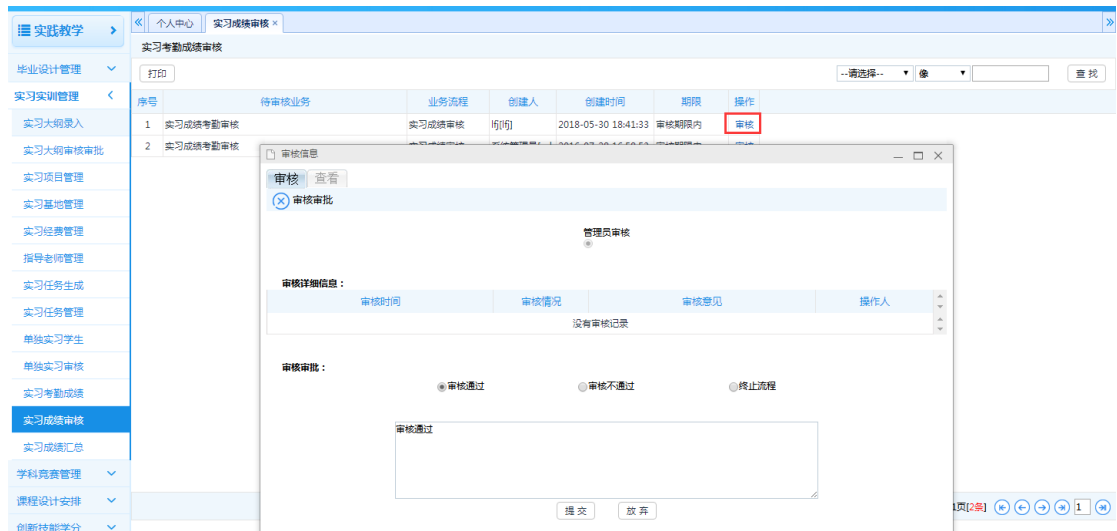 实践教学
个人中心 实习成绩审核 ×
实习考勤成绩审核
毕业设计管理
打印 --请选择-- 像 查 找
实习实训管理
序号 待审核业务 业务流程 创建人 创建时间 期限 操作
实习大纲录入
1 实习成绩考勤审核 实习成绩审核 lfj[lfj] 2018-05-30 18:41:33 审核期限内 审核
实习大纲审核审批
2 实习成绩考勤审核
审核信息
实习项目管理
审核 查看
实习基地管理
审核审批
实习经费管理
管理员审核
指导老师管理
实习任务生成
审核详细信息：
审核时间 审核情况 审核意见 操作人
实习任务管理
没有审核记录
单独实习学生
单独实习审核
审核审批：
实习考勤成绩
审核通过 审核不通过 终止流程
实习成绩审核
审核通过
实习成绩汇总
学科竞赛管理
课程设计安排
提 交 放 弃
1页[2条] 1
创新技能学分